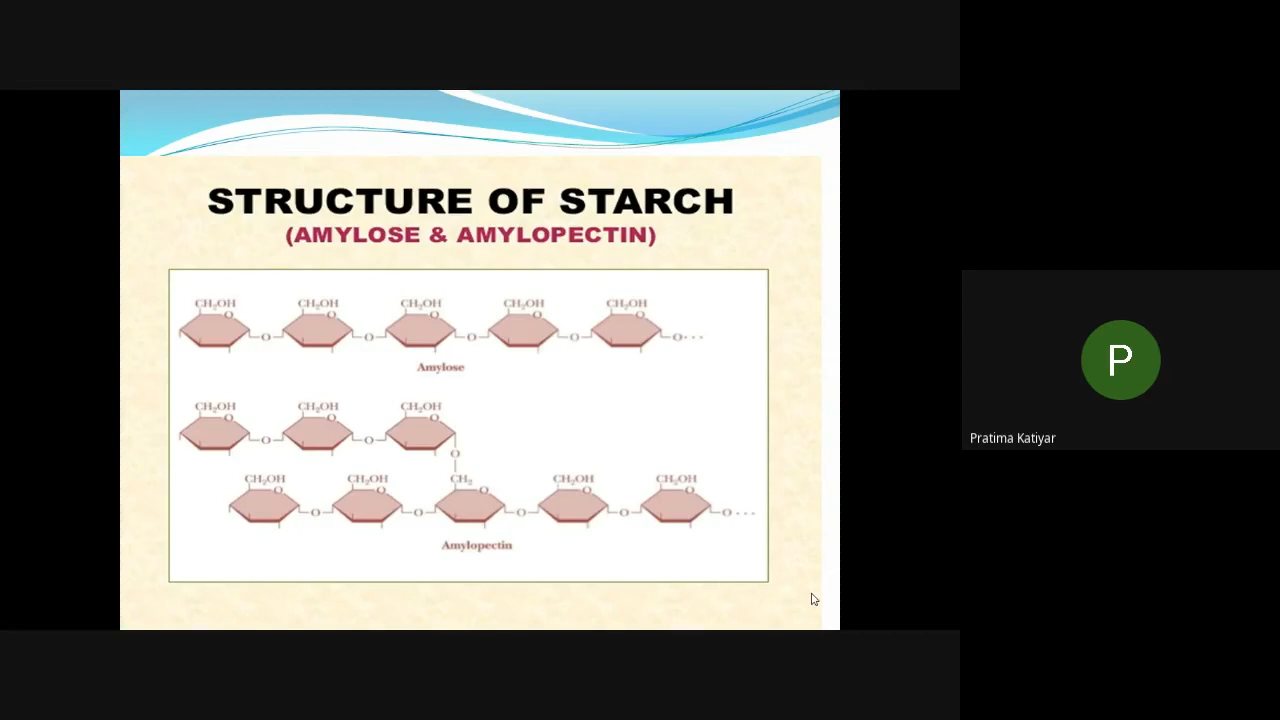 STRUCTURE OF STARCH
(AMYLOSE & AMYLOPECTIN)
CH₂OH CH₂OH CH₂OH CH₂OH CH₂OH
O O O O O
O O O O O···
Amylose
CH₂OH CH₂OH CH₂OH
O O O
O O
O
CH₂OH CH₂OH CH₂ CH₂OH CH₂OH
O O O O O
O O O O O···
Amylopectin
P
Pratima Katiyar